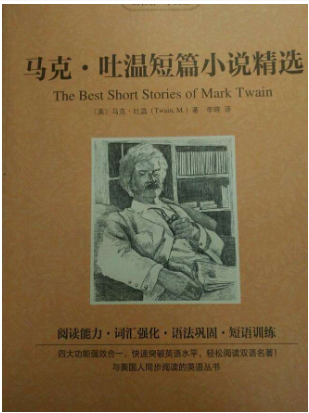 马克·吐温短篇小说精选
The Best Short Stories of Mark Twain
（美）马克·吐温（Twain, M.）著 李晓 译
阅读能力·词汇强化·语法巩固·短语训练
四大功能强效合一，快速突破英语水平，轻松阅读双语名著！
与美国人同步阅读的英语丛书